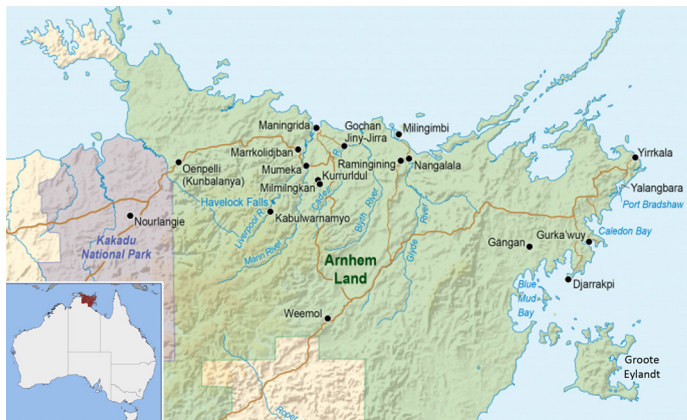 Maningrida
Gochan
Jiny-Jirra
Milingimbi
Marrkolidjban
Yirrkala
Oenpelli
(Kunbalanya)
Mumeka
Ramingining
Nangalala
Kurrurldul
Milmilngkan
Yalangbara
Havelock Falls
Port Bradshaw
Nourlangie
Kabulwarnamyo
Liverpool R.
Cadell R.
Blyth River
Glyde River
Mann River
Kakadu
National Park
Gurka'wuy
Caledon Bay
Gängan
Arnhem
Land
Djarrakpi
Blue
Mud
Bay
Weemol
Groote
Eylandt
Roper